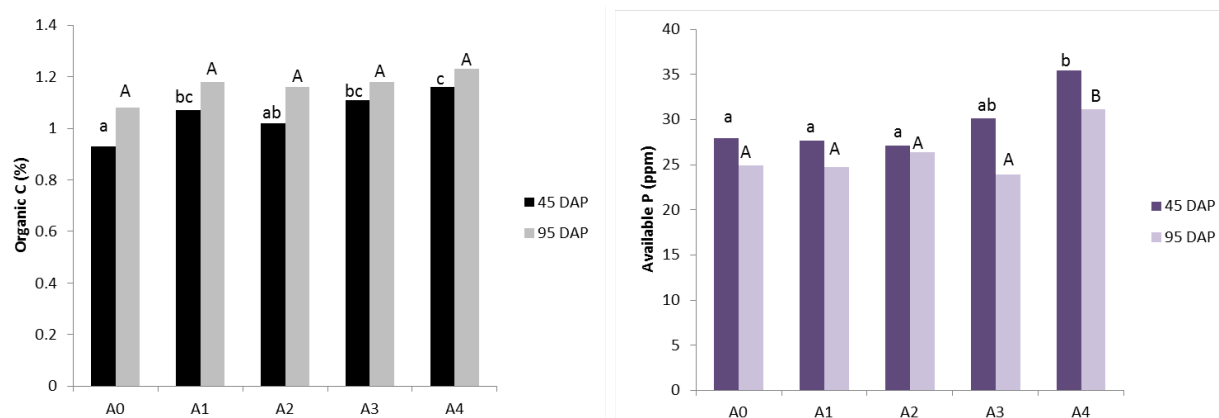 Organic C (%)
1.4
1.2
1
0.8
0.6
0.4
0.2
0
a
A
bc
A
ab
A
bc
A
c
A
A0
A1
A2
A3
A4
45 DAP
95 DAP
Available P (ppm)
40
35
30
25
20
15
10
5
0
a
A
a
A
a
A
ab
A
b
B
A0
A1
A2
A3
A4
45 DAP
95 DAP